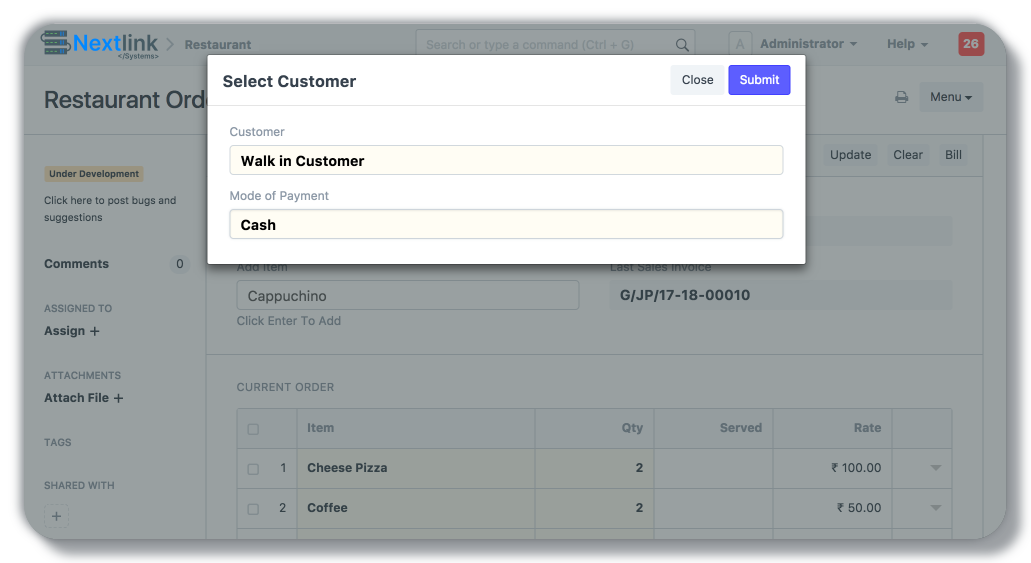 Nextlink
</Systems>
Restaurant
Search or type a command (Ctrl + G)
A Administrator
Help
26
Restaurant Ord
Menu
Select Customer
Close
Submit
Customer
Walk in Customer
Mode of Payment
Cash
Update
Clear
Bill
Under Development
Click here to post bugs and
suggestions
Comments 0
ASSIGNED TO
Assign +
ATTACHMENTS
Attach File +
TAGS
SHARED WITH
+
Add Item
Cappuchino
Click Enter To Add
Last Sales Invoice
G/JP/17-18-00010
CURRENT ORDER
Item Qty Served Rate
1 Cheese Pizza 2 ₹ 100.00
2 Coffee 2 ₹ 50.00